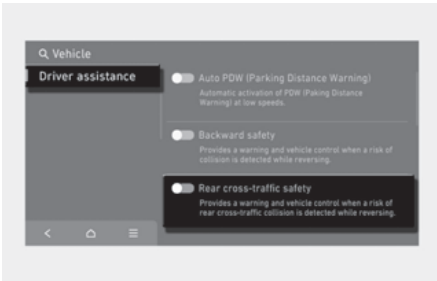 Vehicle
Driver assistance
Auto PDW (Parking Distance Warning)
Automatic activation of PDW (Paking Distance
Warning) at low speeds.
Backward safety
Provides a warning and vehicle control when a risk of
collision is detected while reversing.
Rear cross-traffic safety
Provides a warning and vehicle control when a risk of
rear cross-traffic collision is detected while reversing.